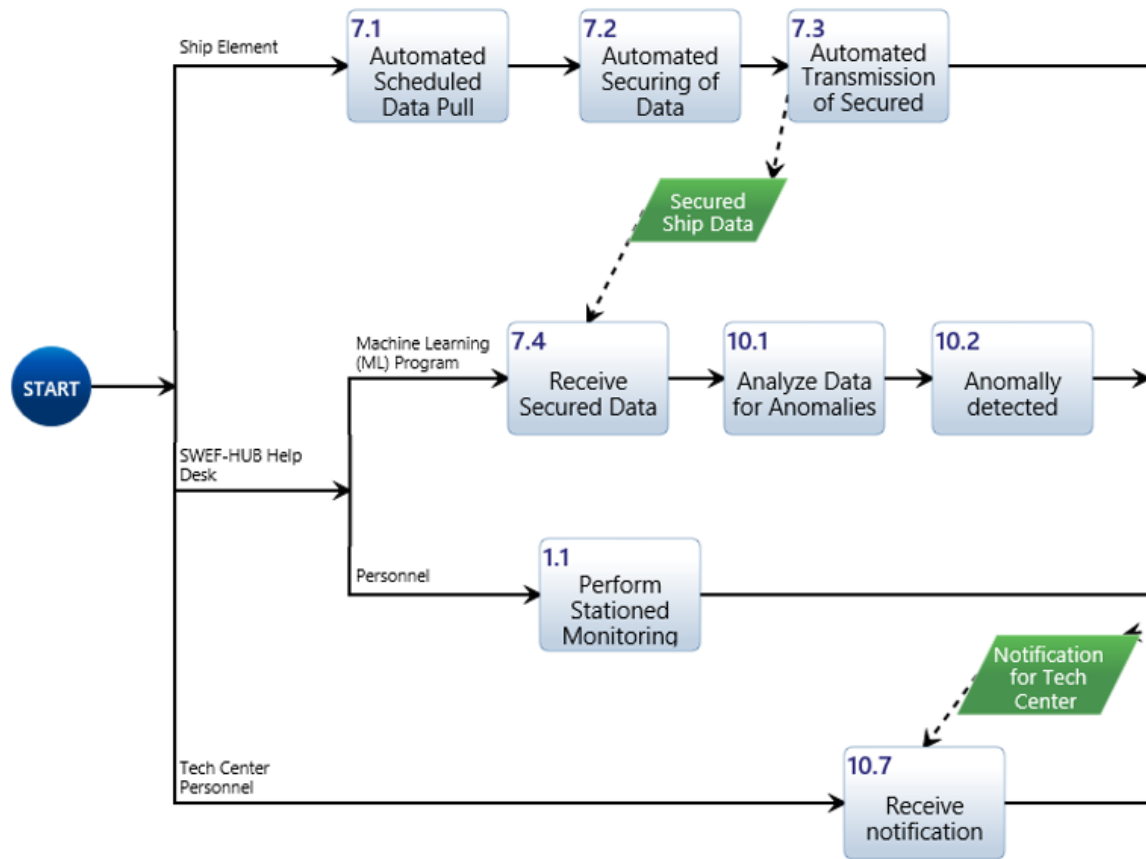 Ship Element
7.1
Automated
Scheduled
Data Pull
7.2
Automated
Securing of
Data
7.3
Automated
Transmission
of Secured
Secured
Ship Data
START
Machine Learning
(ML) Program
7.4
Receive
Secured Data
10.1
Analyze Data
for Anomalies
10.2
Anomally
detected
SWEF-HUB Help
Desk
Personnel
1.1
Perform
Stationed
Monitoring
Notification
for Tech
Center
Tech Center
Personnel
10.7
Receive
notification